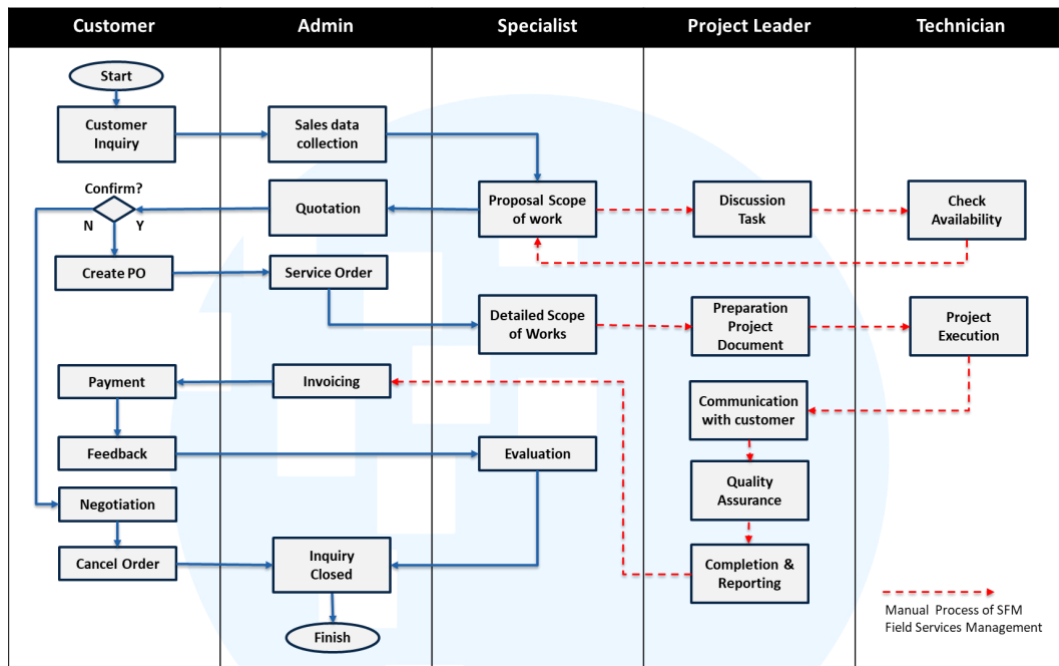 Customer
Admin
Specialist
Project Leader
Technician
Start
Customer
Inquiry
Sales data
collection
Confirm?
N
Y
Quotation
Proposal Scope
of work
Discussion
Task
Check
Availability
Create PO
Service Order
Detailed Scope
of Works
Preparation
Project
Document
Project
Execution
Payment
Invoicing
Communication
with customer
Feedback
Evaluation
Quality
Assurance
Negotiation
Cancel Order
Inquiry
Closed
Completion &
Reporting
Finish
Manual Process of SFM
Field Services Management